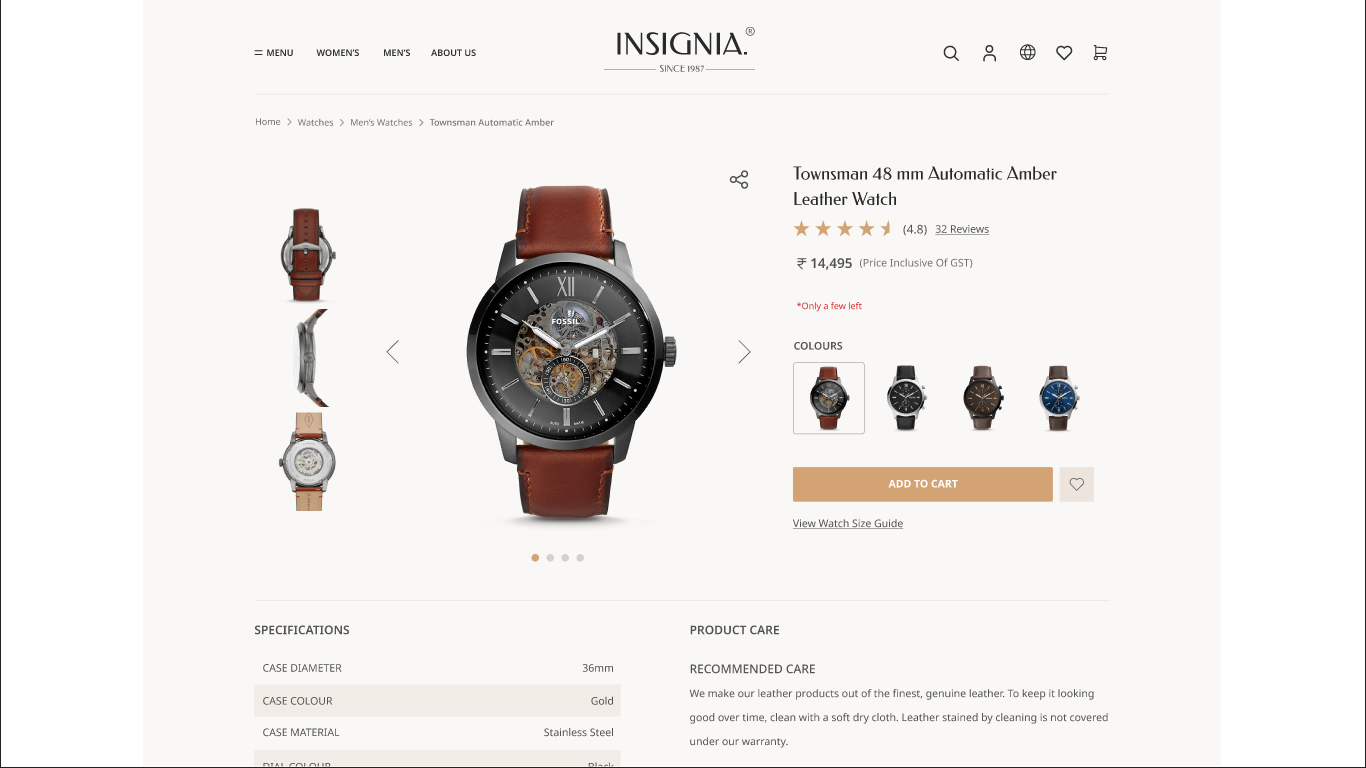 MENU
WOMEN'S
MEN'S
ABOUT US
INSIGNIA.®
SINCE 1987
Home > Watches > Men's Watches > Townsman Automatic Amber
Townsman 48 mm Automatic Amber
Leather Watch
(4.8) 32 Reviews
₹ 14,495 (Price Inclusive Of GST)
*Only a few left
COLOURS
XII
FOSSIL
ADD TO CART
View Watch Size Guide
SPECIFICATIONS
CASE DIAMETER 36mm
CASE COLOUR Gold
CASE MATERIAL Stainless Steel
DIAL COLOUR Black
PRODUCT CARE
RECOMMENDED CARE
We make our leather products out of the finest, genuine leather. To keep it looking
good over time, clean with a soft dry cloth. Leather stained by cleaning is not covered
under our warranty.